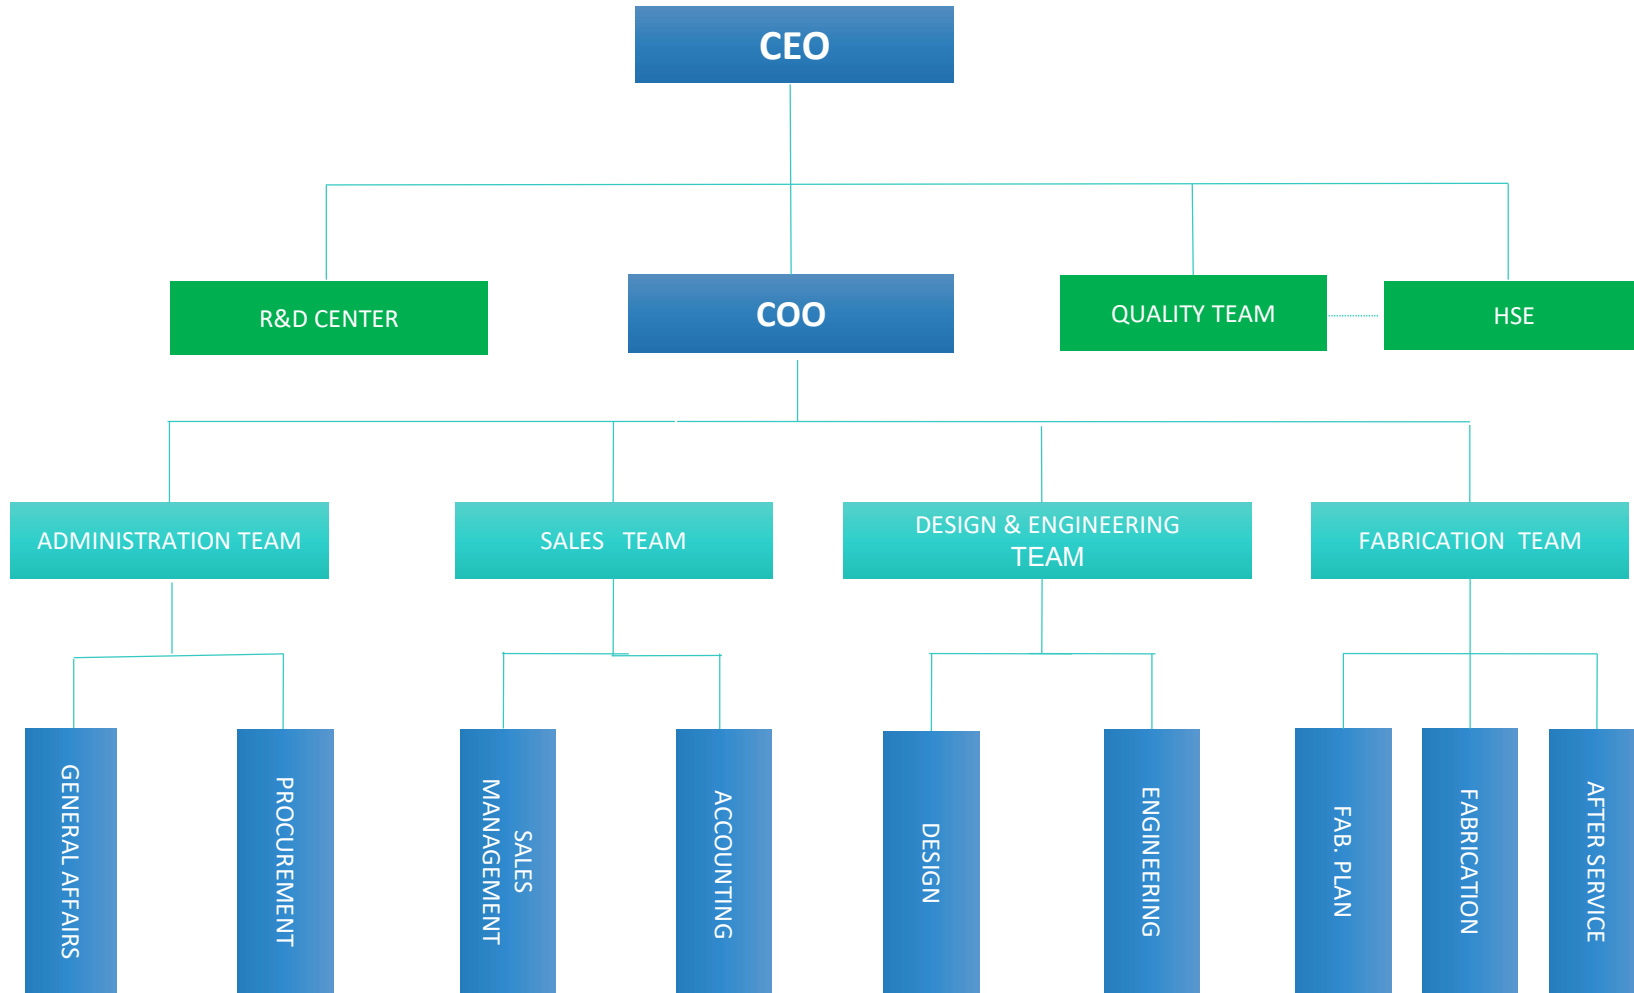 CEO
R&D CENTER
COO
QUALITY TEAM
HSE
ADMINISTRATION TEAM
SALES TEAM
DESIGN & ENGINEERING
TEAM
FABRICATION TEAM
GENERAL AFFAIRS
PROCUREMENT
SALES
MANAGEMENT
ACCOUNTING
DESIGN
ENGINEERING
FAB. PLAN
FABRICATION
AFTER SERVICE